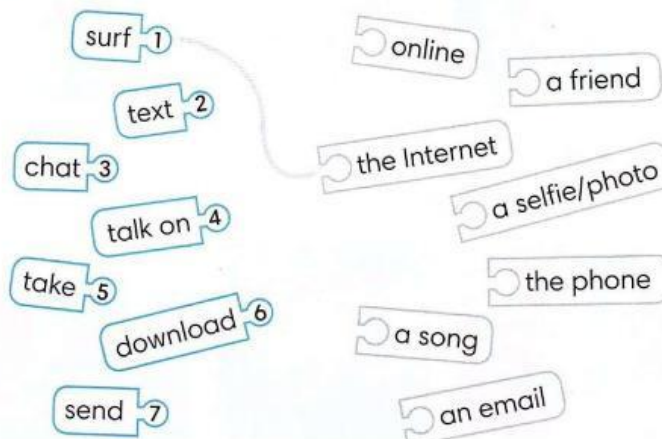 surf 1
text 2
chat 3
talk on 4
take 5
download 6
send 7
online
a friend
the Internet
a selfie/photo
the phone
a song
an email